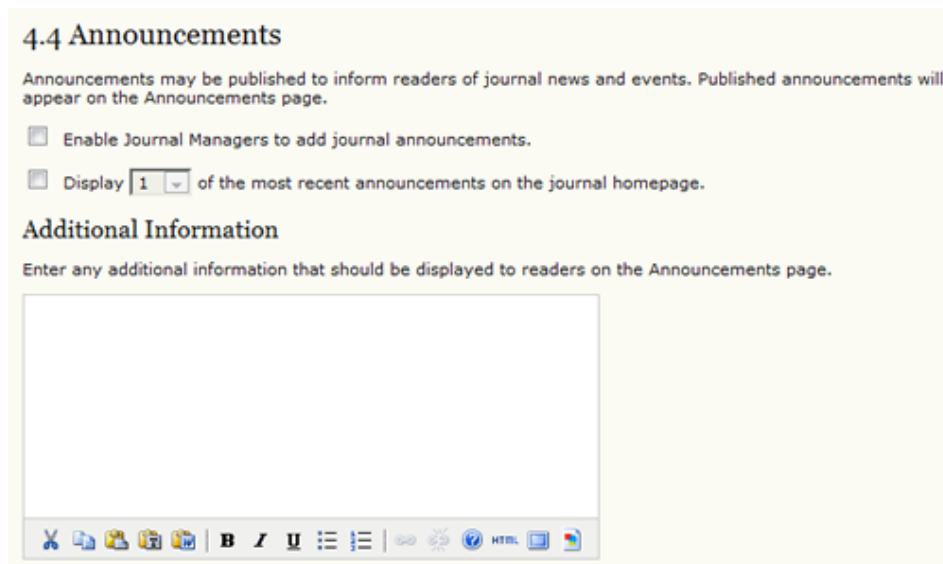 4.4 Announcements
Announcements may be published to inform readers of journal news and events. Published announcements will
appear on the Announcements page.
Enable Journal Managers to add journal announcements.
Display 1 of the most recent announcements on the journal homepage.
Additional Information
Enter any additional information that should be displayed to readers on the Announcements page.
B I U HTML